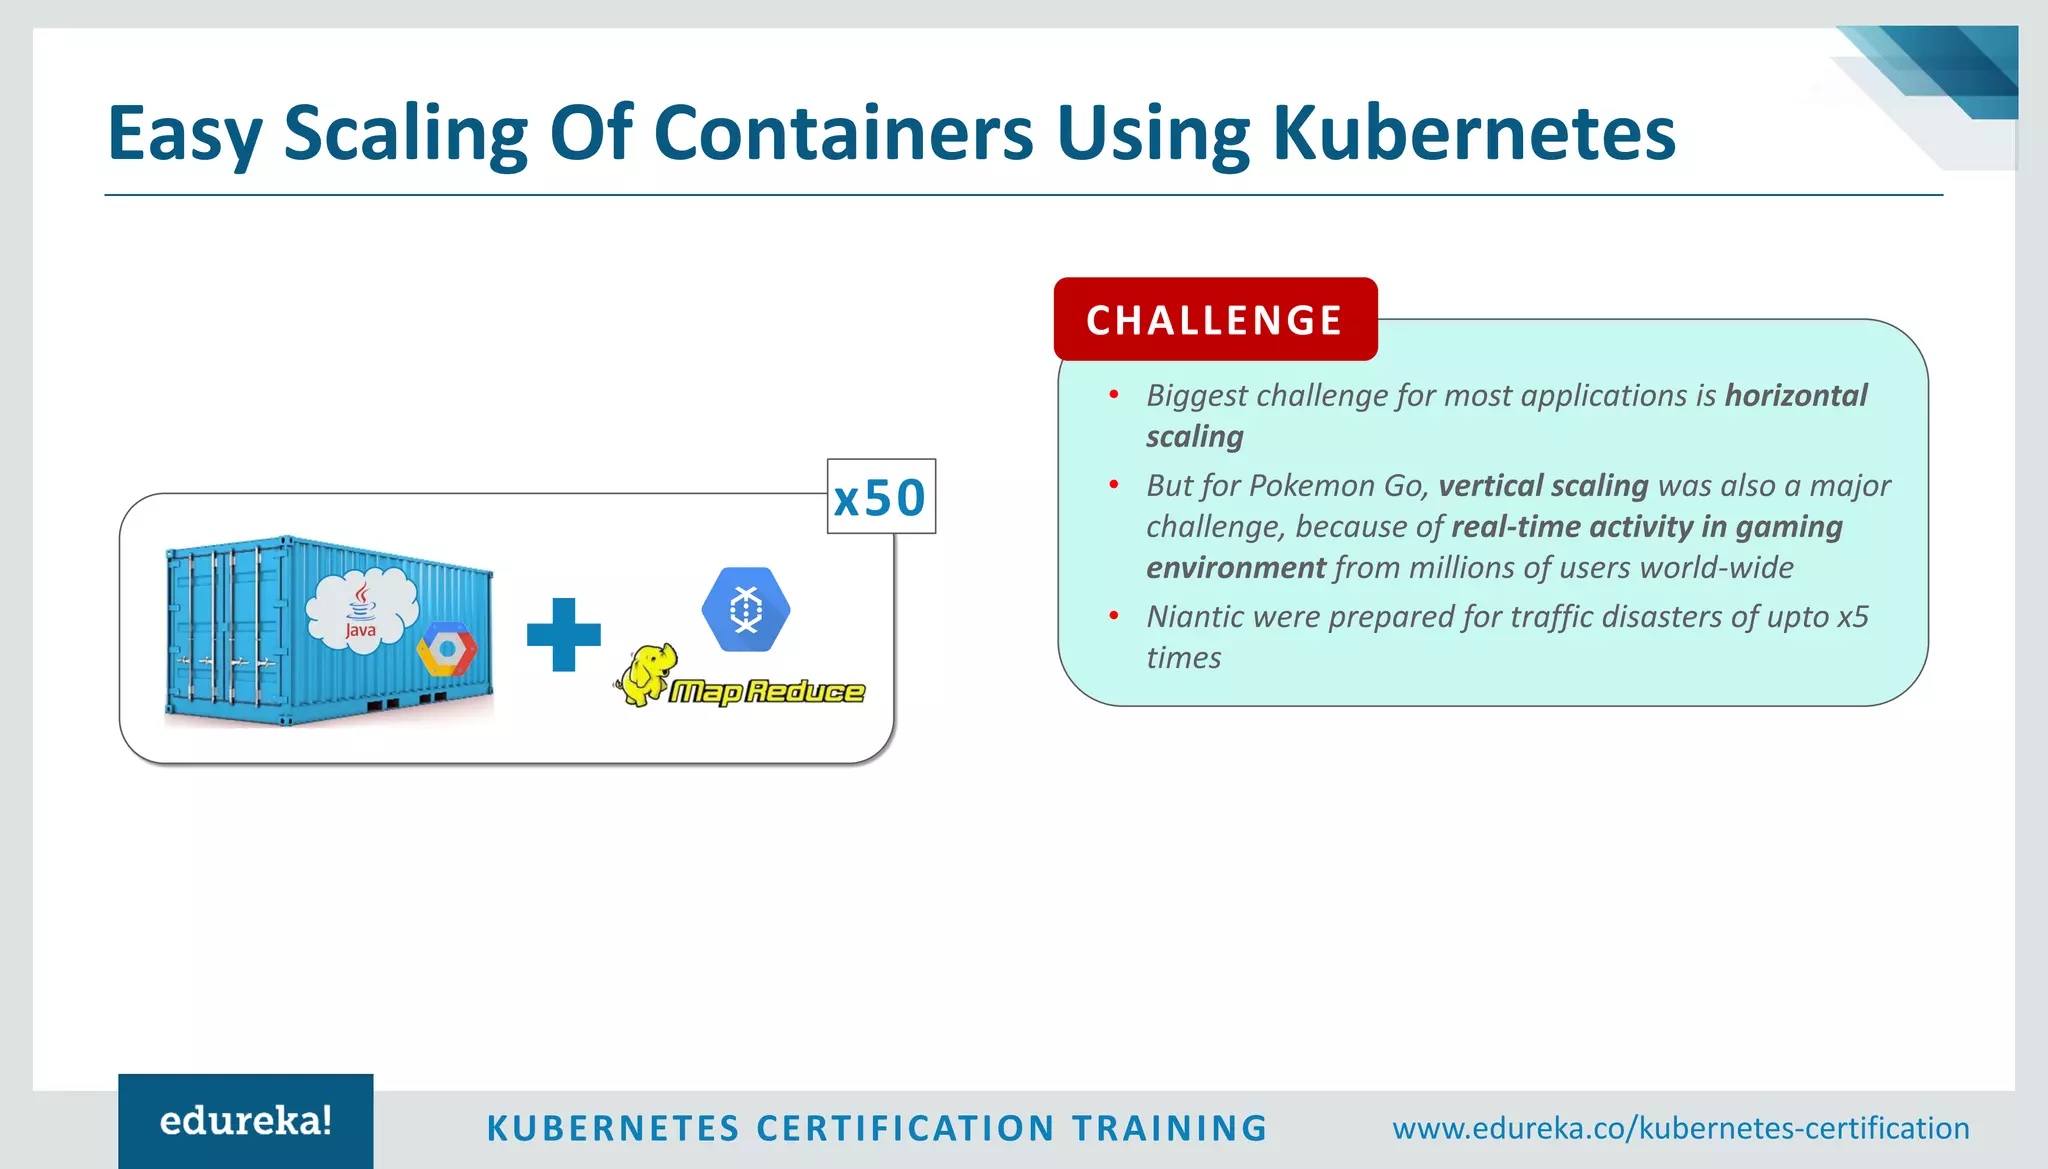 Easy Scaling Of Containers Using Kubernetes
CHALLENGE
• Biggest challenge for most applications is horizontal
scaling
• But for Pokemon Go, vertical scaling was also a major
challenge, because of real-time activity in gaming
environment from millions of users world-wide
• Niantic were prepared for traffic disasters of upto x5
times
x50
Java
Map Reduce
edureka!
KUBERNETES CERTIFICATION TRAINING
www.edureka.co/kubernetes-certification